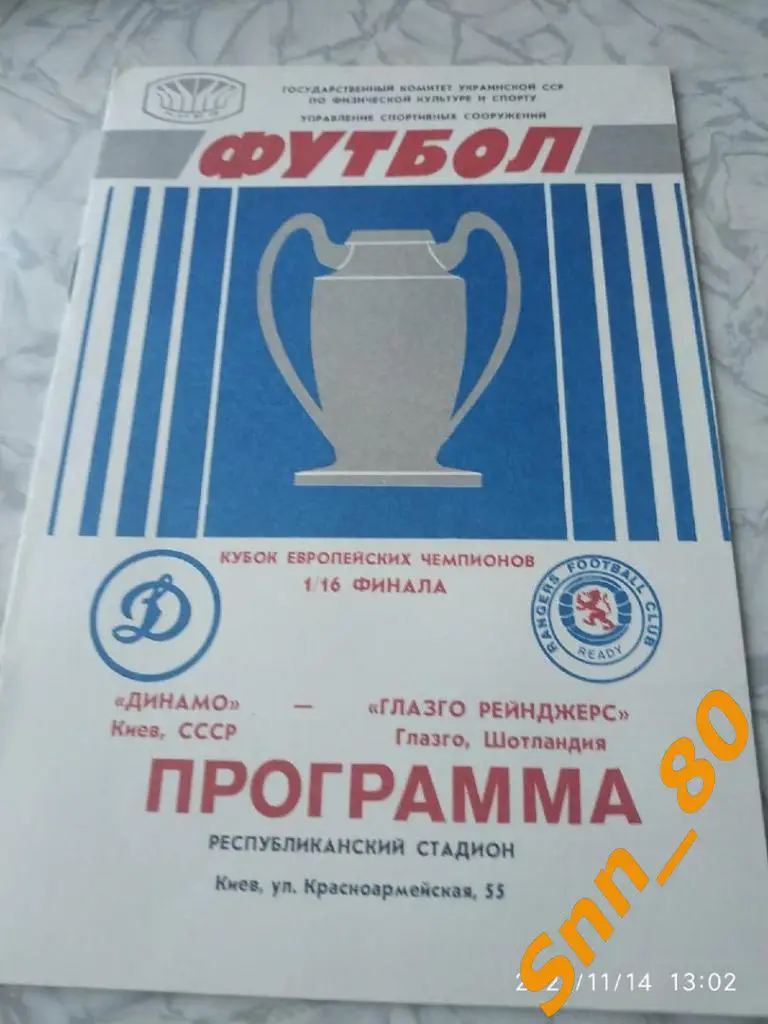 ГОСУДАРСТВЕННЫЙ КОМИТЕТ УКРАИНСКОЙ ССР
ПО ФИЗИЧЕСКОЙ КУЛЬТУРЕ И СПОРТУ
УПРАВЛЕНИЕ СПОРТИВНЫХ СООРУЖЕНИЙ
ФУТБОЛ
КУБОК ЕВРОПЕЙСКИХ ЧЕМПИОНОВ
1/16 ФИНАЛА
Д
RANGERS FOOTBALL CLUB
READY
«ДИНАМО» — «ГЛАЗГО РЕЙНДЖЕРС»
Киев, СССР Глазго, Шотландия
ПРОГРАММА
РЕСПУБЛИКАНСКИЙ СТАДИОН
Киев, ул. Красноармейская, 55
Snn_80
/11/14 13:02